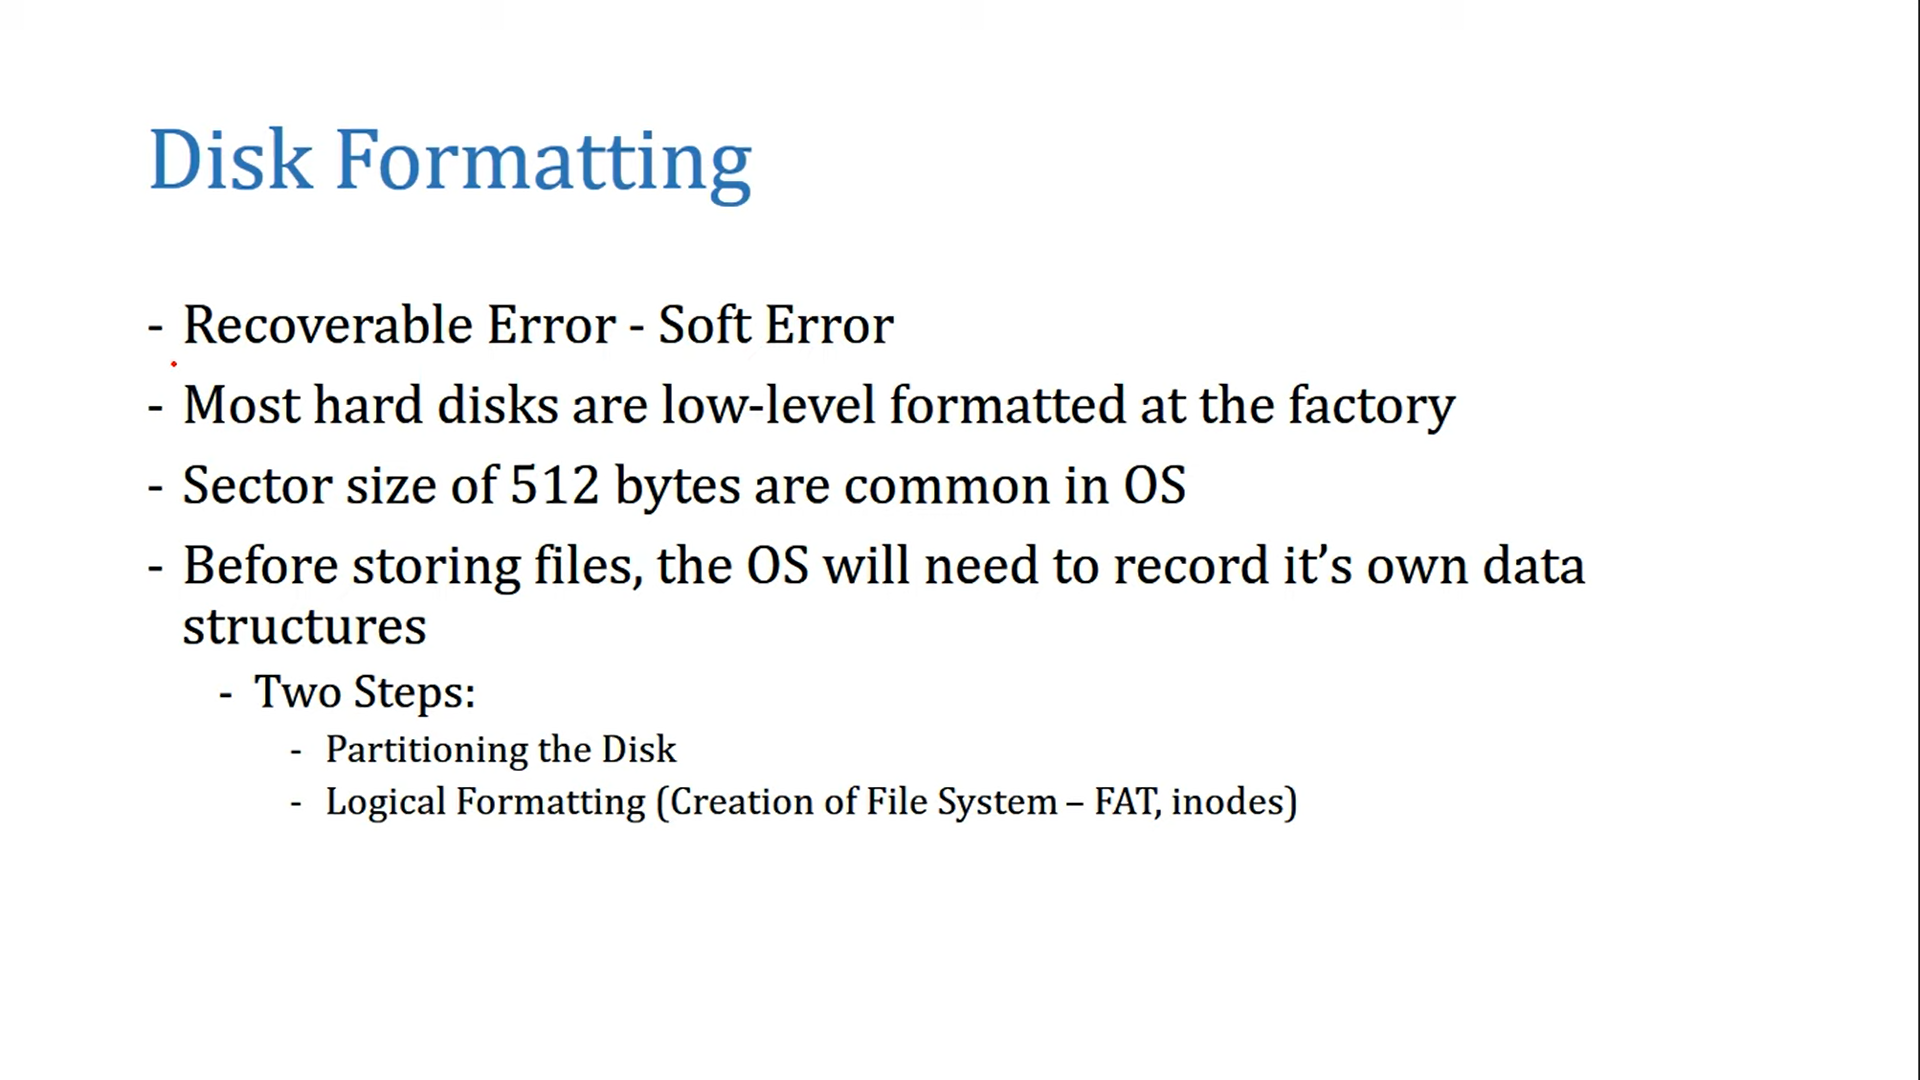 Disk Formatting
- Recoverable Error - Soft Error
- Most hard disks are low-level formatted at the factory
- Sector size of 512 bytes are common in OS
- Before storing files, the OS will need to record it’s own data
structures
- Two Steps:
- Partitioning the Disk
- Logical Formatting (Creation of File System – FAT, inodes)